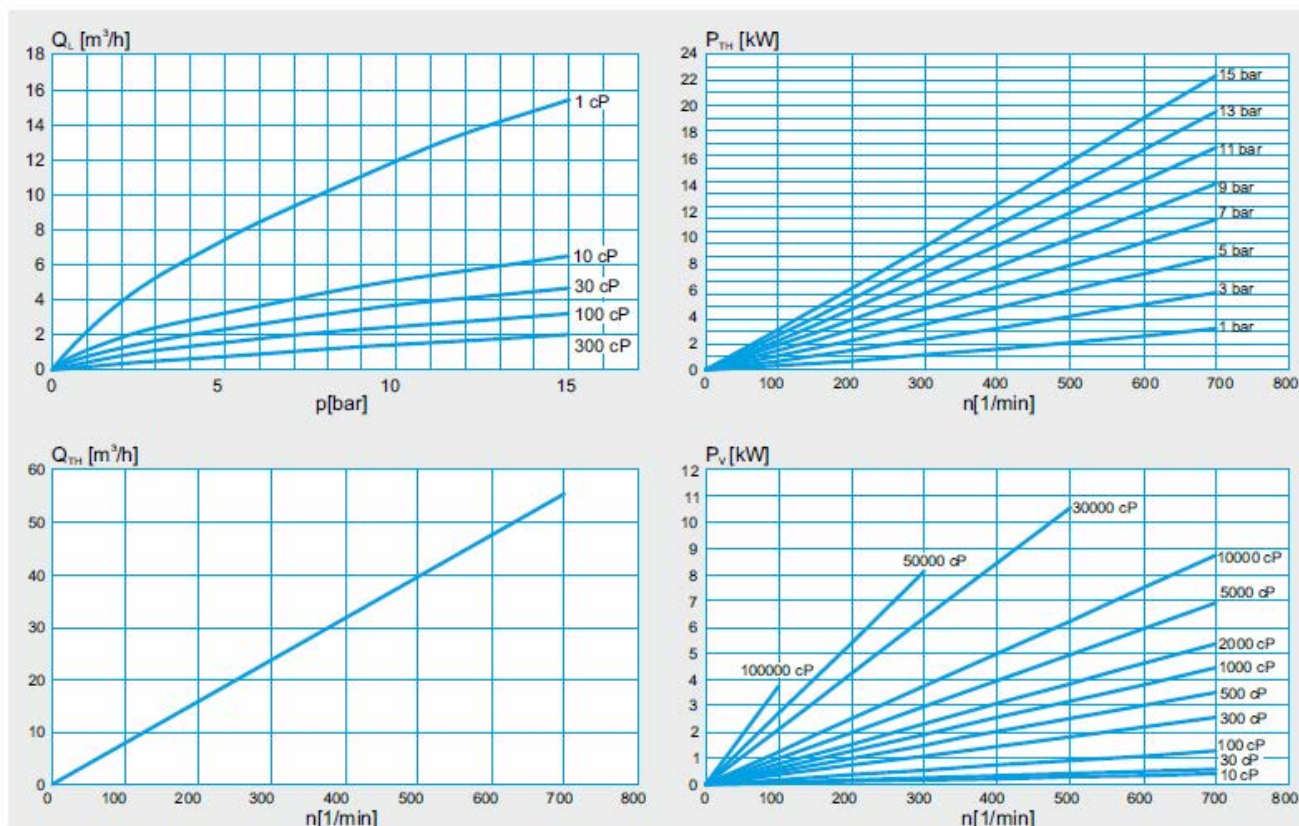 Q_L [m³/h]
18
16
14
12
10
8
6
4
2
0
1 cP
10 cP
30 cP
100 cP
300 cP
0 5 10 15
p[bar]
P_TH [kW]
24
22
20
18
16
14
12
10
8
6
4
2
0
15 bar
13 bar
11 bar
9 bar
7 bar
5 bar
3 bar
1 bar
0 100 200 300 400 500 600 700 800
n[1/min]
Q_TH [m³/h]
60
50
40
30
20
10
0
0 100 200 300 400 500 600 700 800
n[1/min]
P_V [kW]
12
11
10
9
8
7
6
5
4
3
2
1
0
100000 cP
50000 cP
30000 cP
10000 cP
5000 cP
2000 cP
1000 cP
500 cP
300 cP
100 cP
30 cP
10 cP
0 100 200 300 400 500 600 700 800
n[1/min]